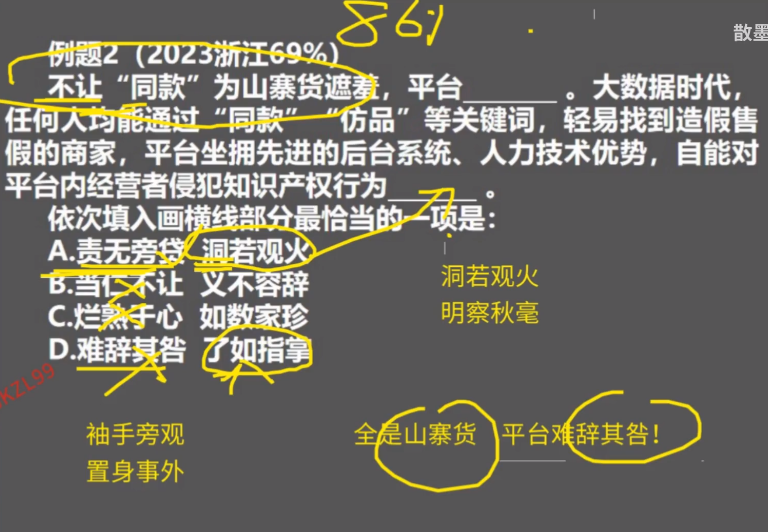 86%
散墨
例题2（2023浙江69%）
不让“同款”为山寨货遮羞，平台______。大数据时代，
任何人均能通过“同款”“仿品”等关键词，轻易找到造假售
假的商家，平台坐拥先进的后台系统、人力技术优势，自能对
平台内经营者侵犯知识产权行为______。
依次填入画横线部分最恰当的一项是：
A.责无旁贷 洞若观火
B.当仁不让 义不容辞
C.烂熟于心 如数家珍
D.难辞其咎 了如指掌
洞若观火
明察秋毫
KZL99
袖手旁观
置身事外
全是山寨货 平台难辞其咎！